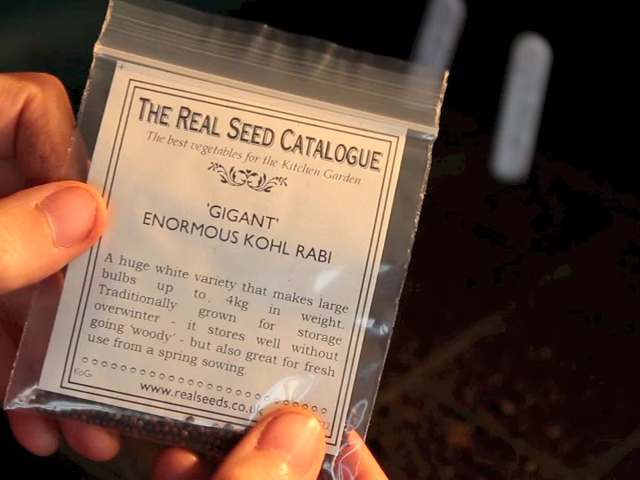 THE REAL SEED CATALOGUE
The best vegetables for the Kitchen Garden
'GIGANT'
ENORMOUS KOHL RABI
A huge white variety that makes large
bulbs up to 4kg in weight.
Traditionally grown for storage
overwinter - it stores well without
going 'woody' - but also great for fresh
use from a spring sowing.
KoGi
www.realseeds.co.uk